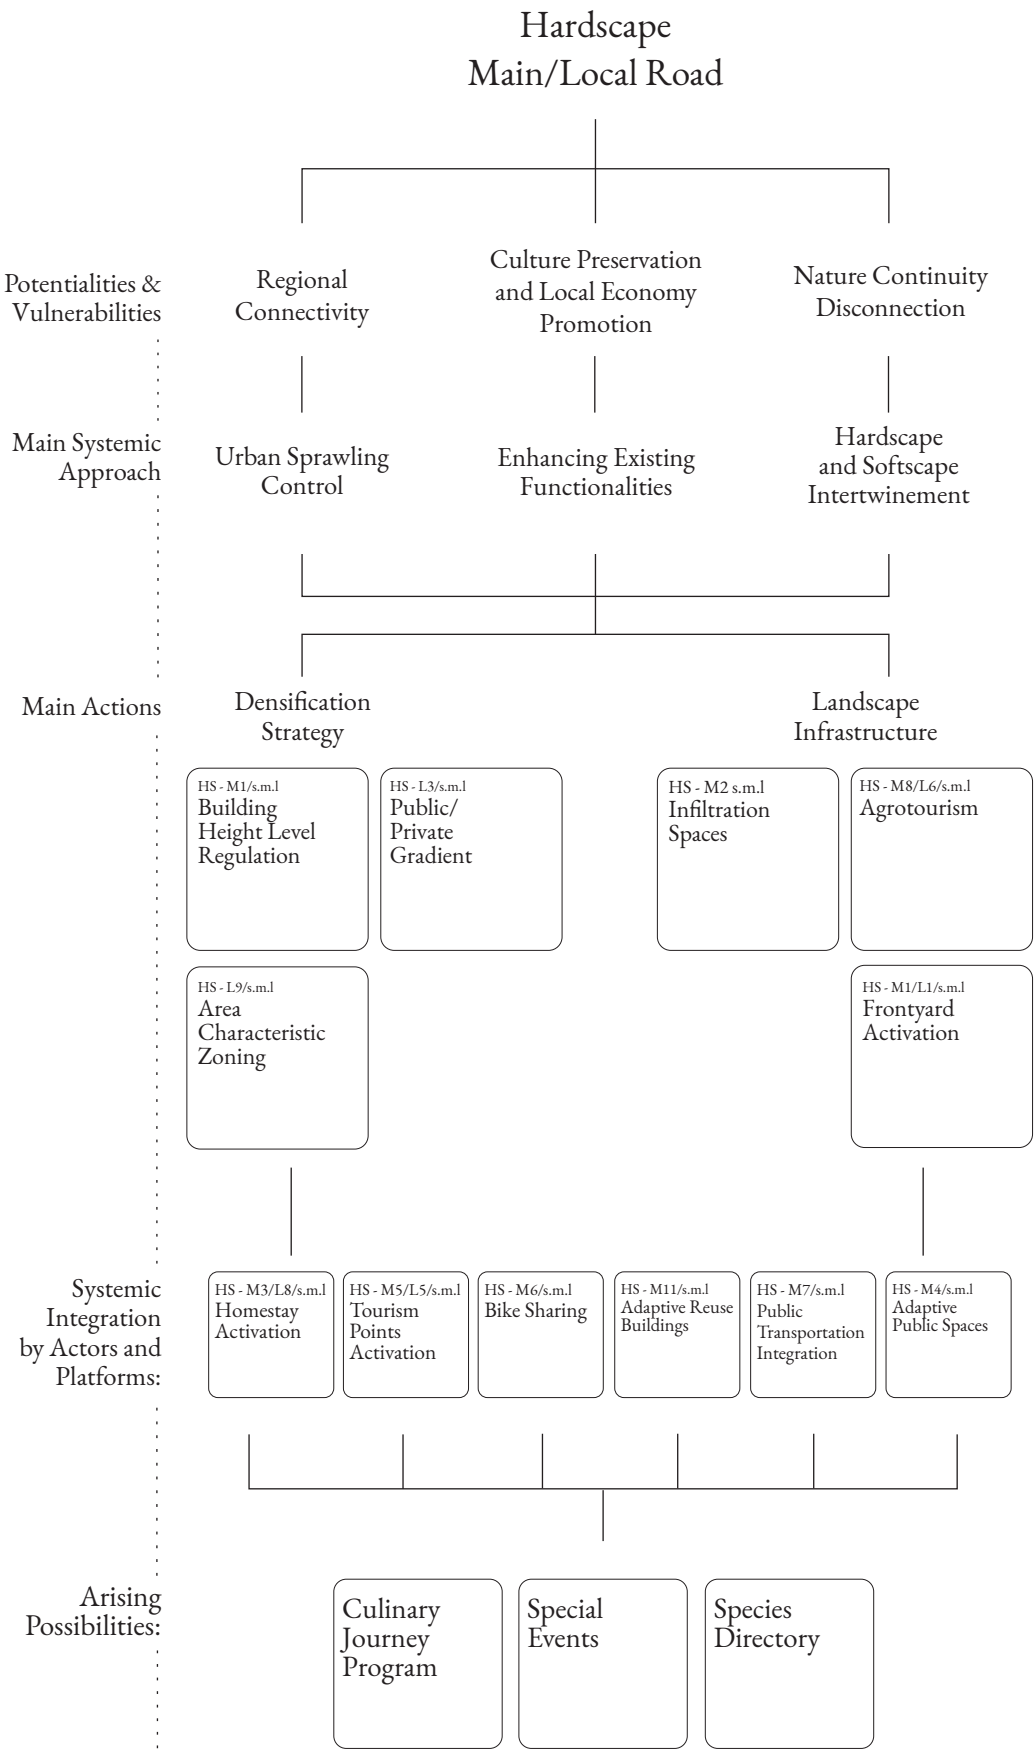 Hardscape
Main/Local Road
Potentialities &
Vulnerabilities
Regional
Connectivity
Culture Preservation
and Local Economy
Promotion
Nature Continuity
Disconnection
Main Systemic
Approach
Urban Sprawling
Control
Enhancing Existing
Functionalities
Hardscape
and Softscape
Intertwinement
Main Actions
Densification
Strategy
Landscape
Infrastructure
HS - M1/s.m.l
Building
Height Level
Regulation
HS - L3/s.m.l
Public/
Private
Gradient
HS - M2 s.m.l
Infiltration
Spaces
HS - M8/L6/s.m.l
Agrotourism
HS - L9/s.m.l
Area
Characteristic
Zoning
HS - M1/L1/s.m.l
Frontyard
Activation
Systemic
Integration
by Actors and
Platforms:
HS - M3/L8/s.m.l
Homestay
Activation
HS - M5/L5/s.m.l
Tourism
Points
Activation
HS - M6/s.m.l
Bike Sharing
HS - M11/s.m.l
Adaptive Reuse
Buildings
HS - M7/s.m.l
Public
Transportation
Integration
HS - M4/s.m.l
Adaptive
Public Spaces
Arising
Possibilities:
Culinary
Journey
Program
Special
Events
Species
Directory